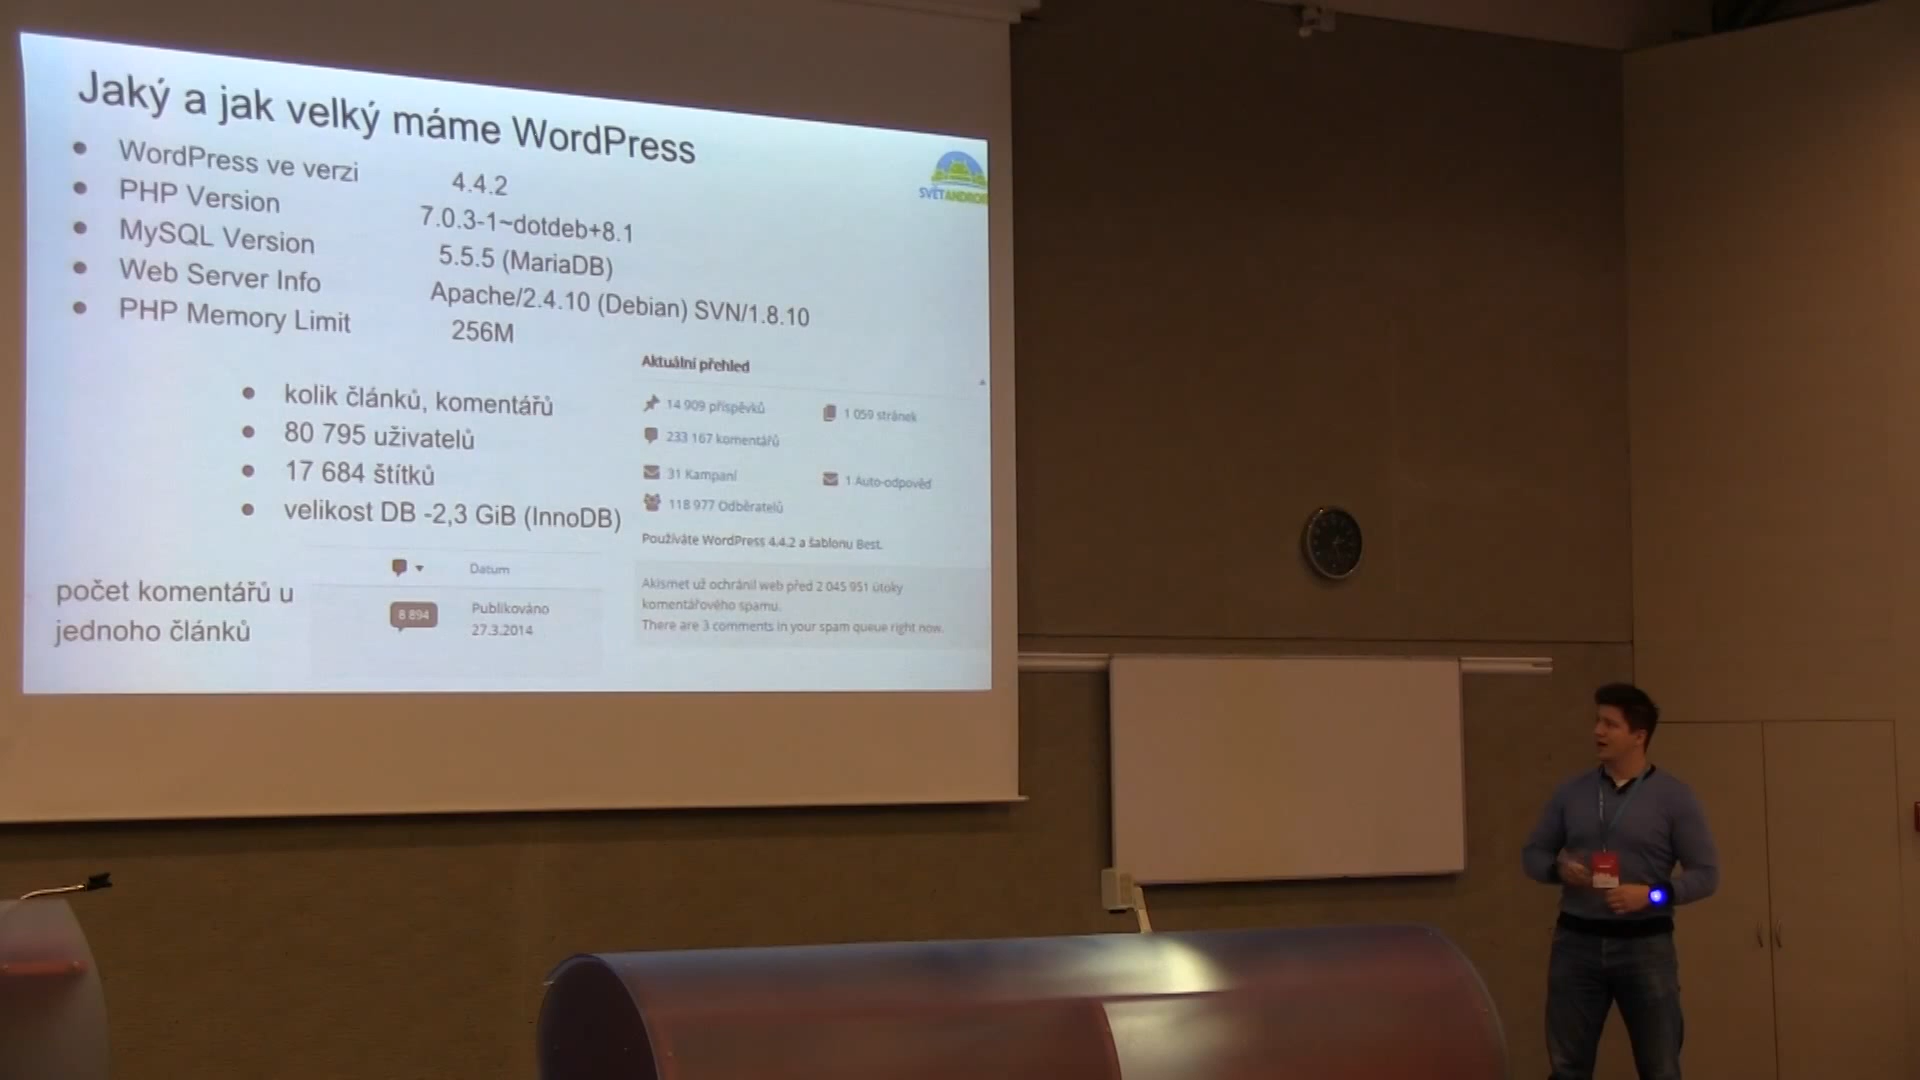 Jaký a jak velký máme WordPress
WordPress ve verzi 4.4.2
PHP Version 7.0.3-1~dotdeb+8.1
MySQL Version 5.5.5 (MariaDB)
Web Server Info Apache/2.4.10 (Debian) SVN/1.8.10
PHP Memory Limit 256M
SVĚTANDROI
kolik článků, komentářů
80 795 uživatelů
17 684 štítků
velikost DB -2,3 GiB (InnoDB)
Aktuální přehled
14 909 příspěvků 1 059 stránek
233 167 komentářů
31 Kampaní 1 Auto-odpověd
118 977 Odběratelů
Používáte WordPress 4.4.2 a šablonu Best.
Akismet už ochránil web před 2 045 951 útoky
komentářového spamu.
There are 3 comments in your spam queue right now.
Datum
8 894 Publikováno
27.3.2014
počet komentářů u
jednoho článků